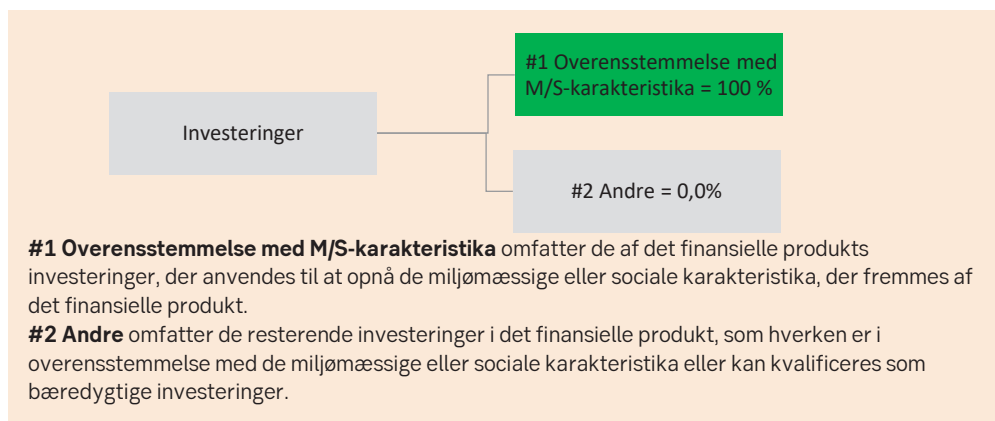 #1 Overensstemmelse med
M/S-karakteristika = 100 %
Investeringer
#2 Andre = 0,0%
#1 Overensstemmelse med M/S-karakteristika omfatter de af det finansielle produkts
investeringer, der anvendes til at opnå de miljømæssige eller sociale karakteristika, der fremmes af
det finansielle produkt.
#2 Andre omfatter de resterende investeringer i det finansielle produkt, som hverken er i
overensstemmelse med de miljømæssige eller sociale karakteristika eller kan kvalificeres som
bæredygtige investeringer.